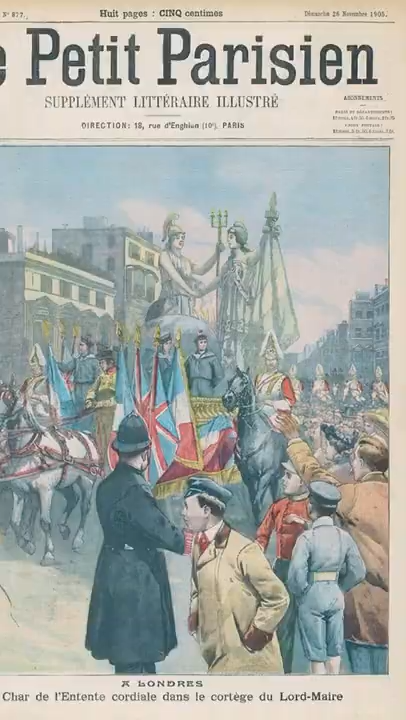 Nº 877.
Huit pages : CINQ centimes
Dimanche 26 Novembre 1905.
e Petit Parisien
SUPPLÉMENT LITTÉRAIRE ILLUSTRÉ
ABONNEMENTS
DIRECTION: 18, rue d'Enghien (10e), PARIS
A LONDRES
Char de l'Entente cordiale dans le cortège du Lord-Maire